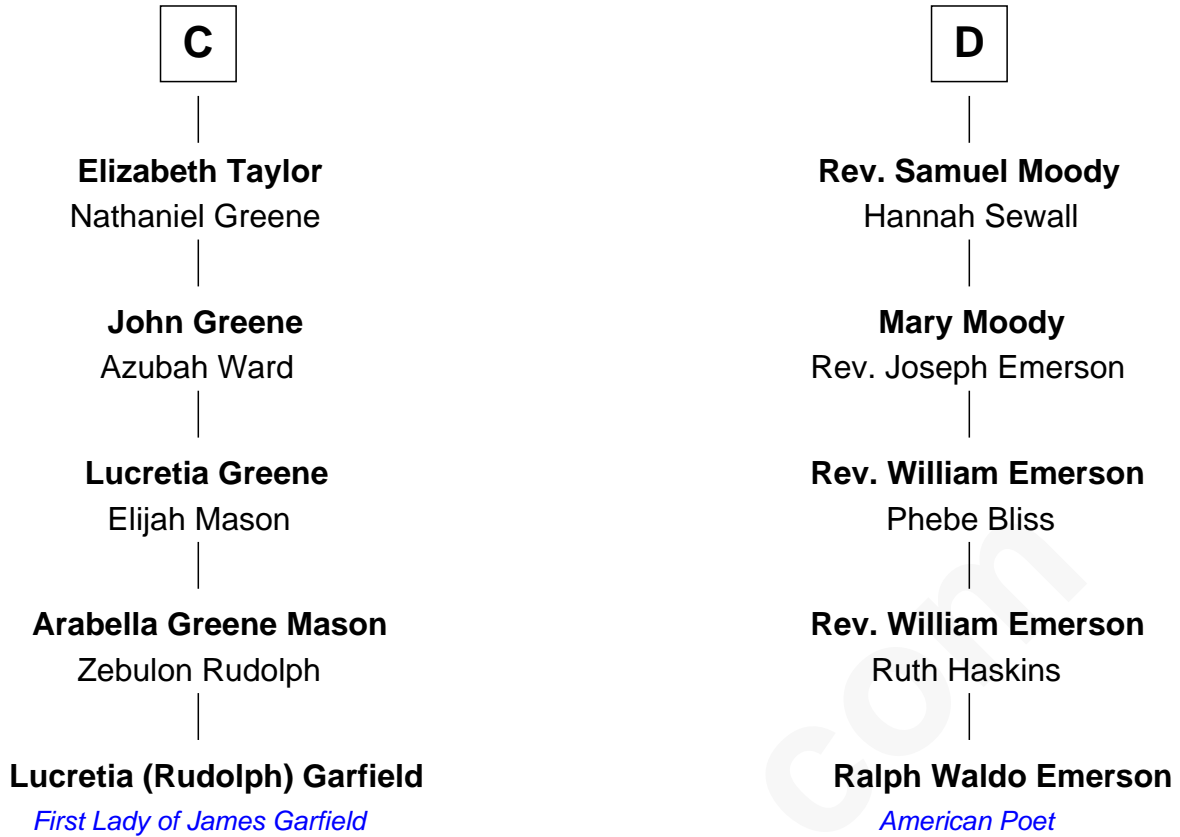 C
Elizabeth Taylor
Nathaniel Greene
John Greene
Azubah Ward
Lucretia Greene
Elijah Mason
Arabella Greene Mason
Zebulon Rudolph
Lucretia (Rudolph) Garfield
First Lady of James Garfield
D
Rev. Samuel Moody
Hannah Sewall
Mary Moody
Rev. Joseph Emerson
Rev. William Emerson
Phebe Bliss
Rev. William Emerson
Ruth Haskins
Ralph Waldo Emerson
American Poet
com